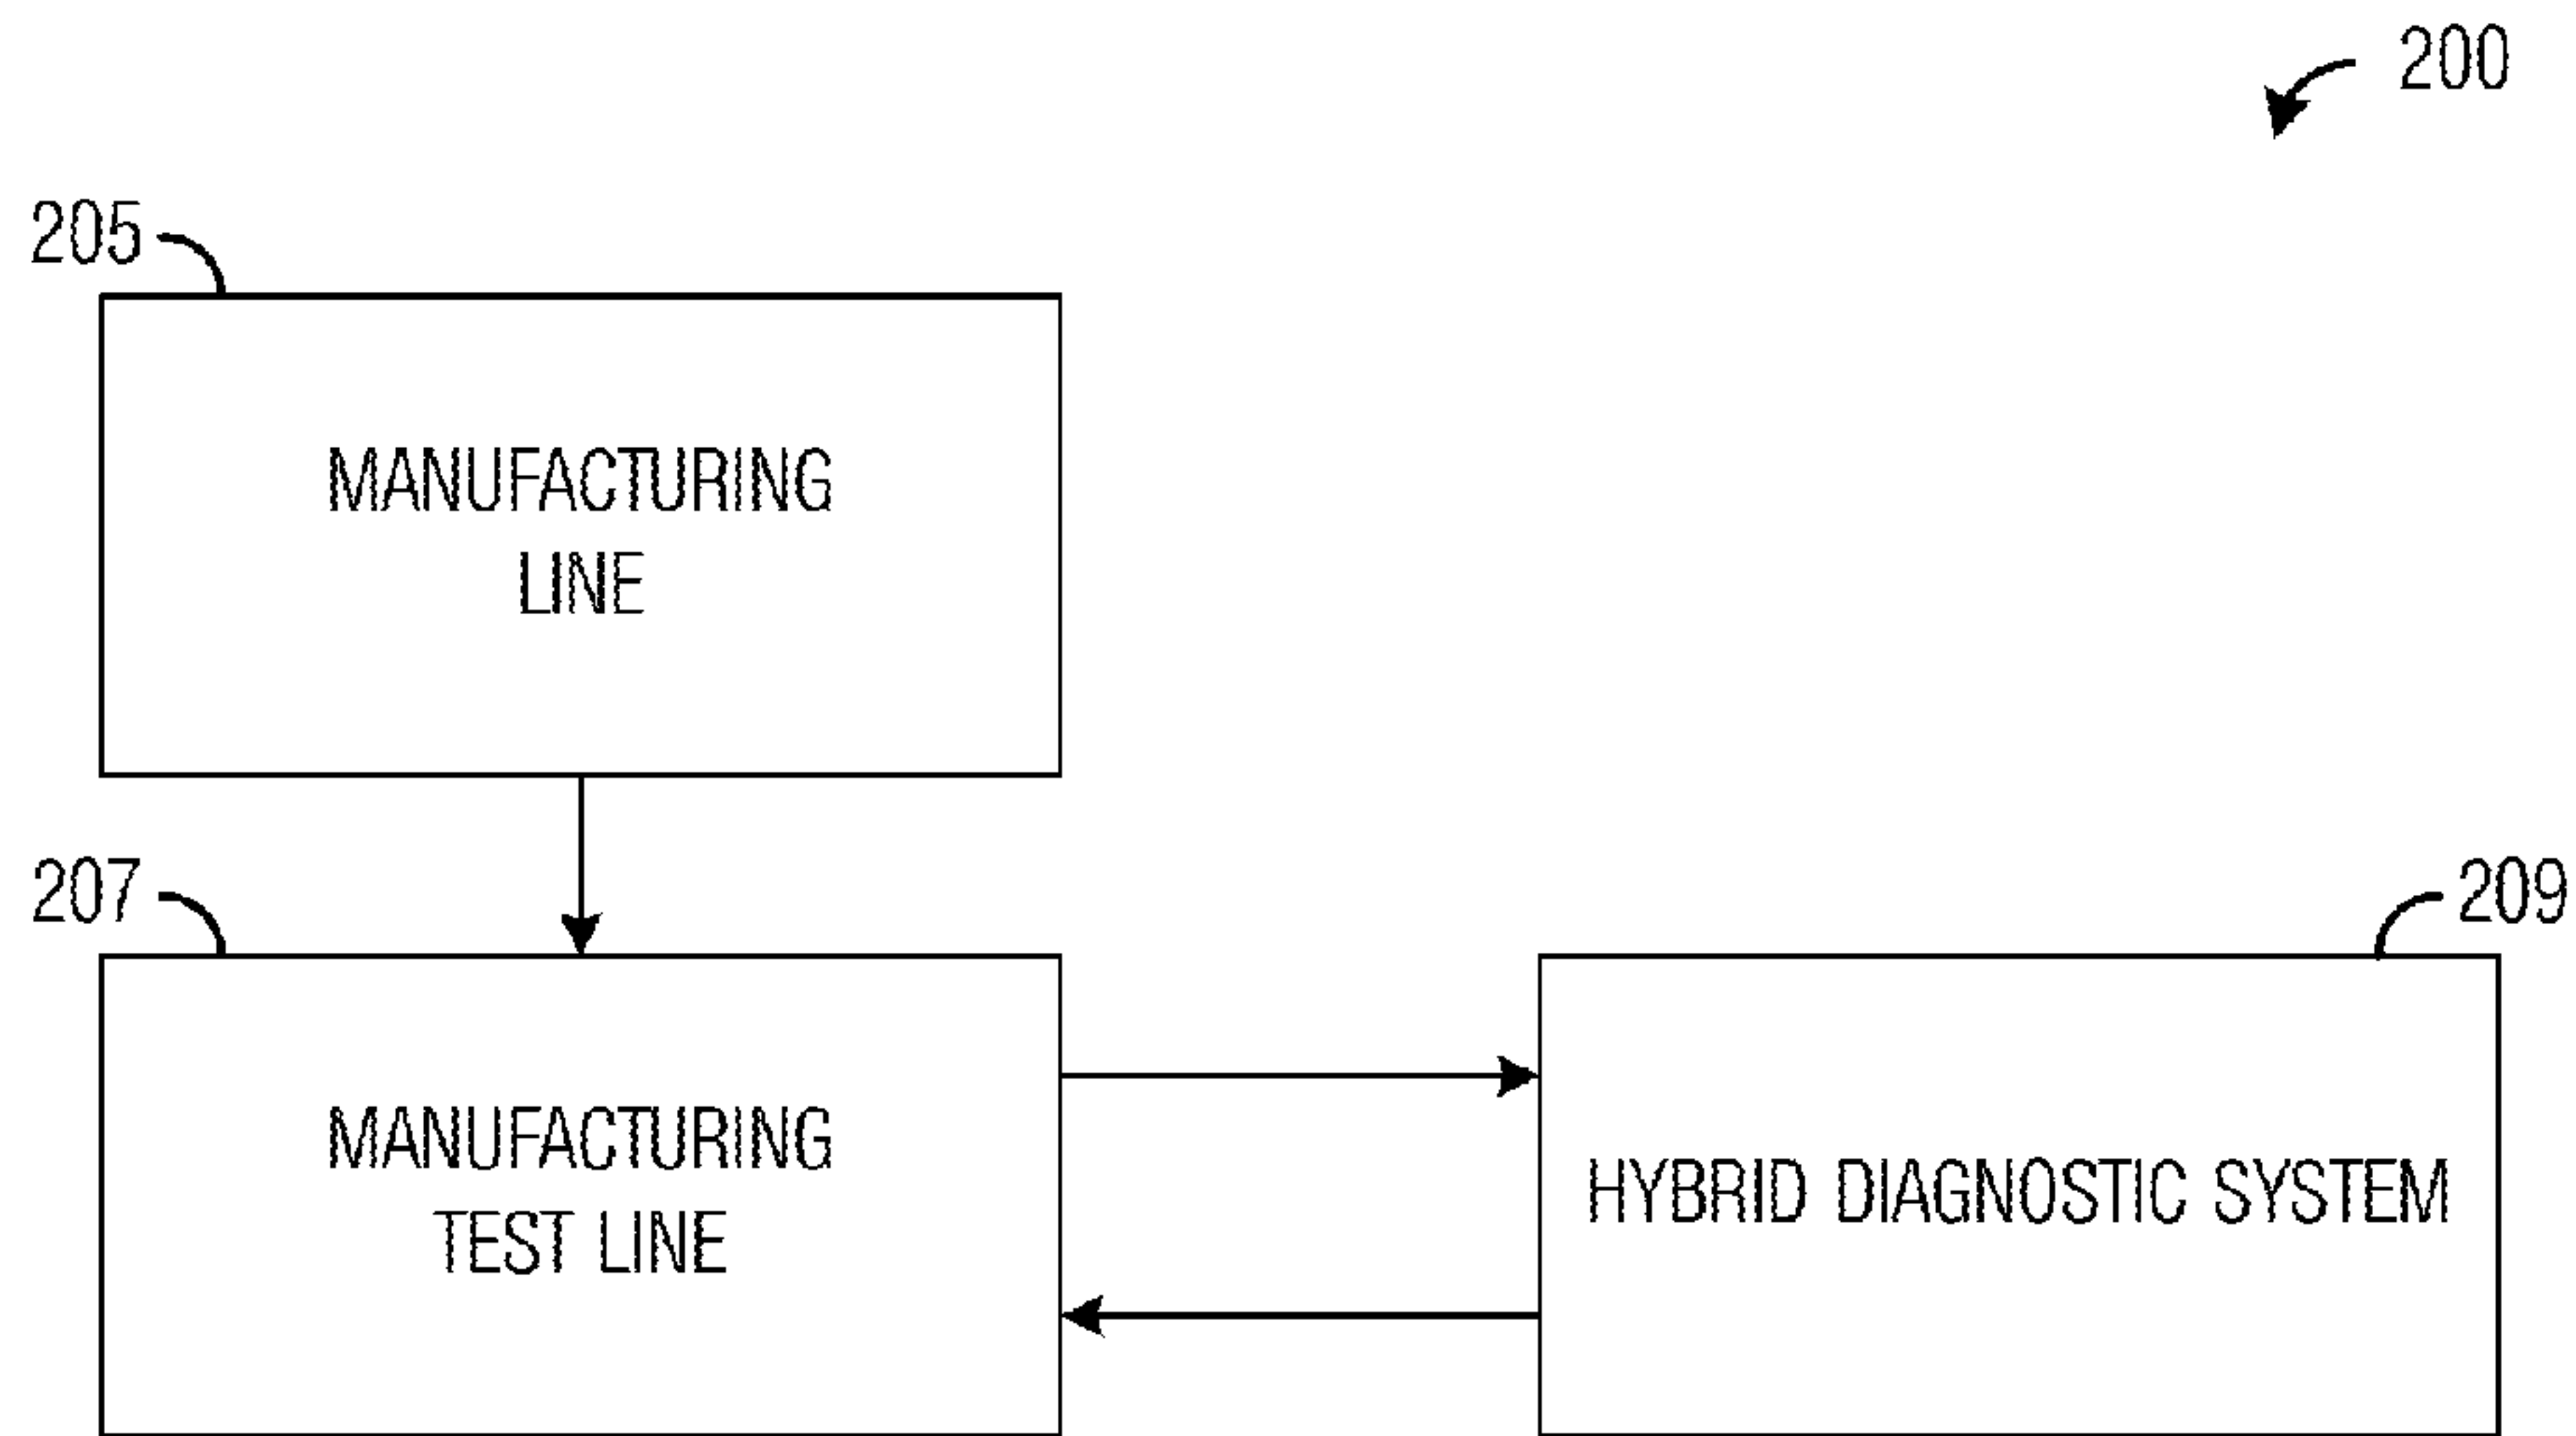 200
205
MANUFACTURING
LINE
207
209
MANUFACTURING
TEST LINE
HYBRID DIAGNOSTIC SYSTEM